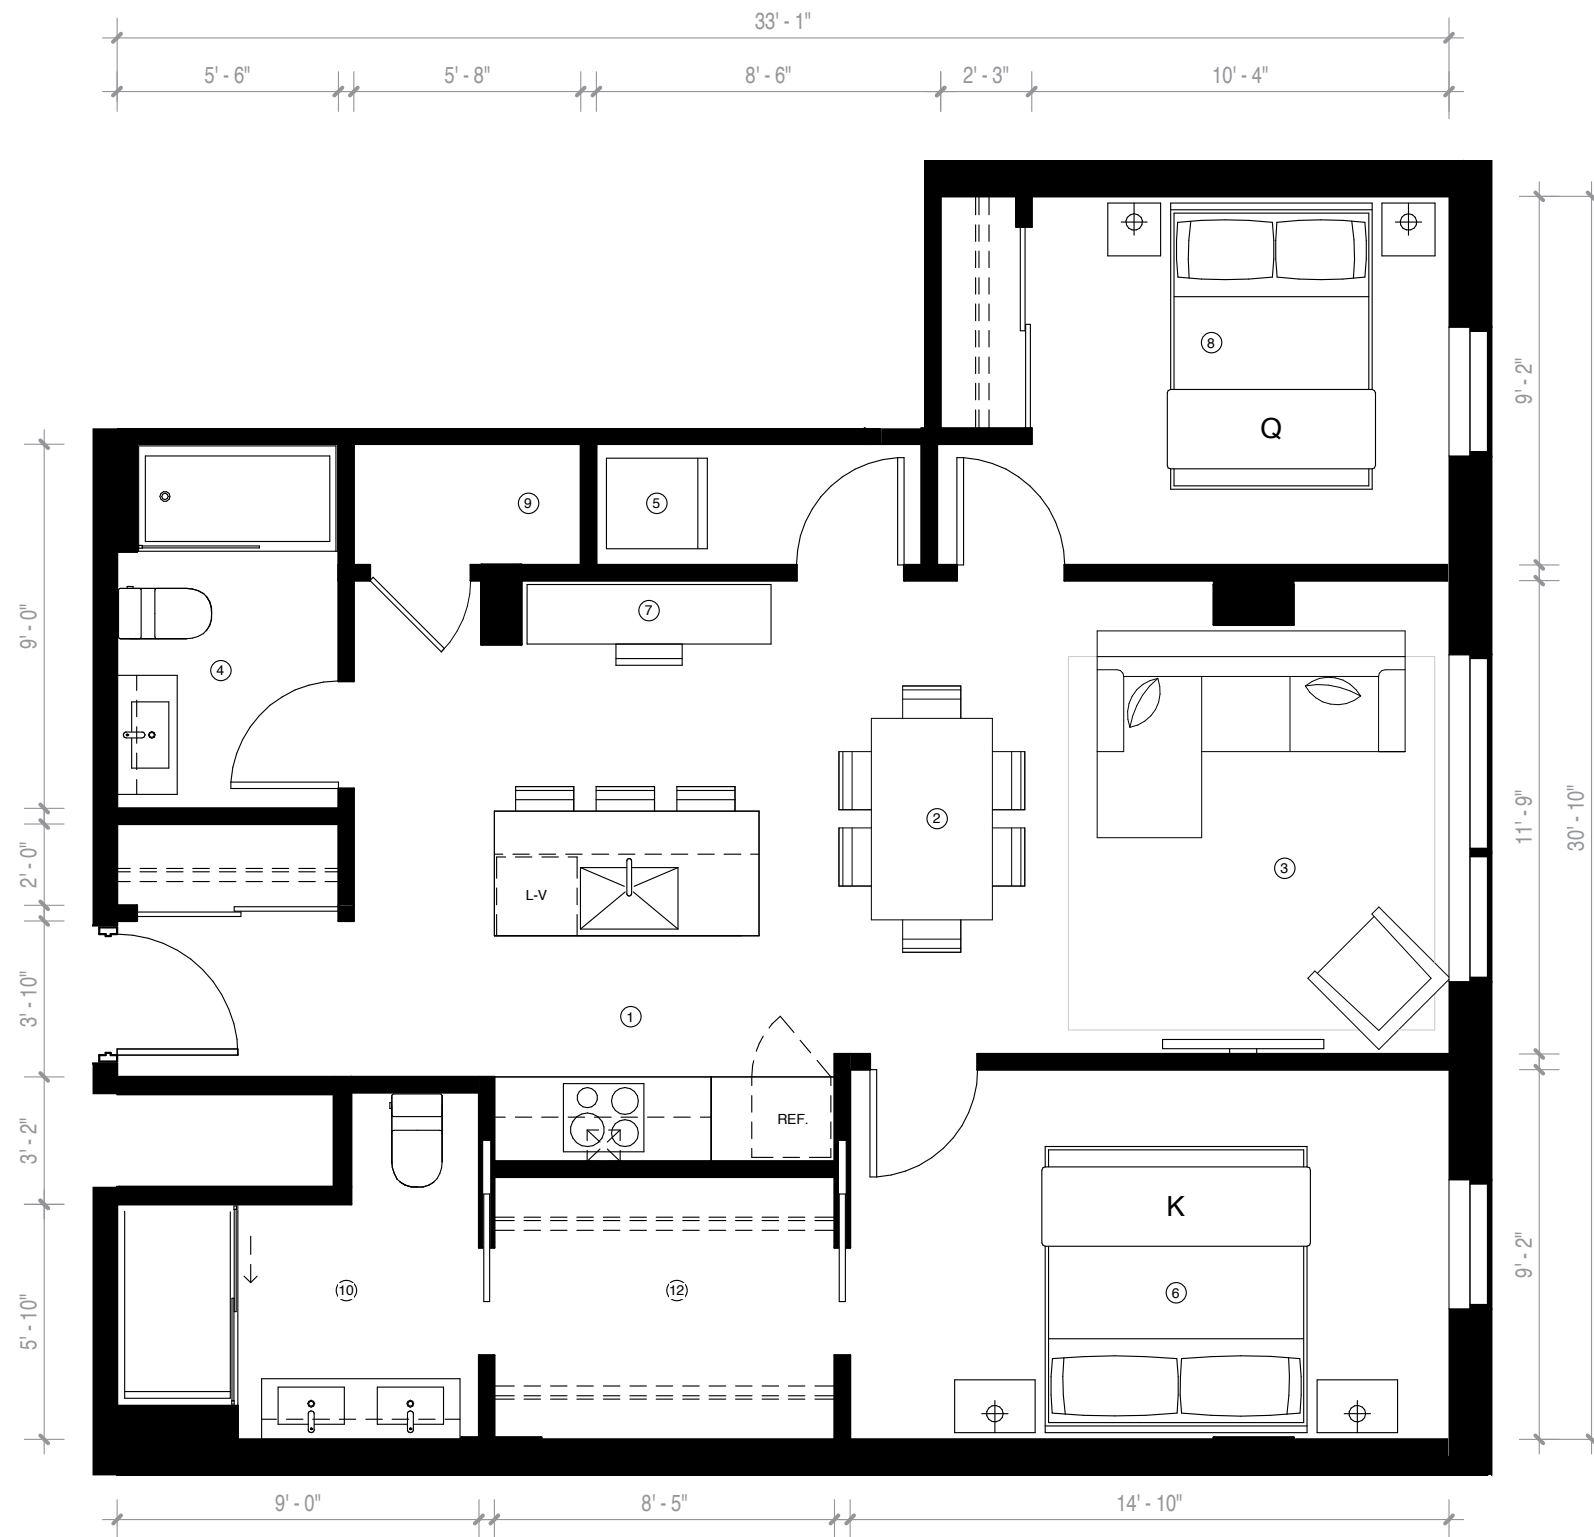 33' - 1"
5' - 6"
5' - 8"
8' - 6"
2' - 3"
10' - 4"
8
9' - 2"
Q
9
5
7
9' - 0"
4
2
11' - 9"
30' - 10"
2' - 0"
3
L-V
3' - 10"
1
REF.
3' - 2"
K
9' - 2"
10
12
6
5' - 10"
9' - 0"
8' - 5"
14' - 10"